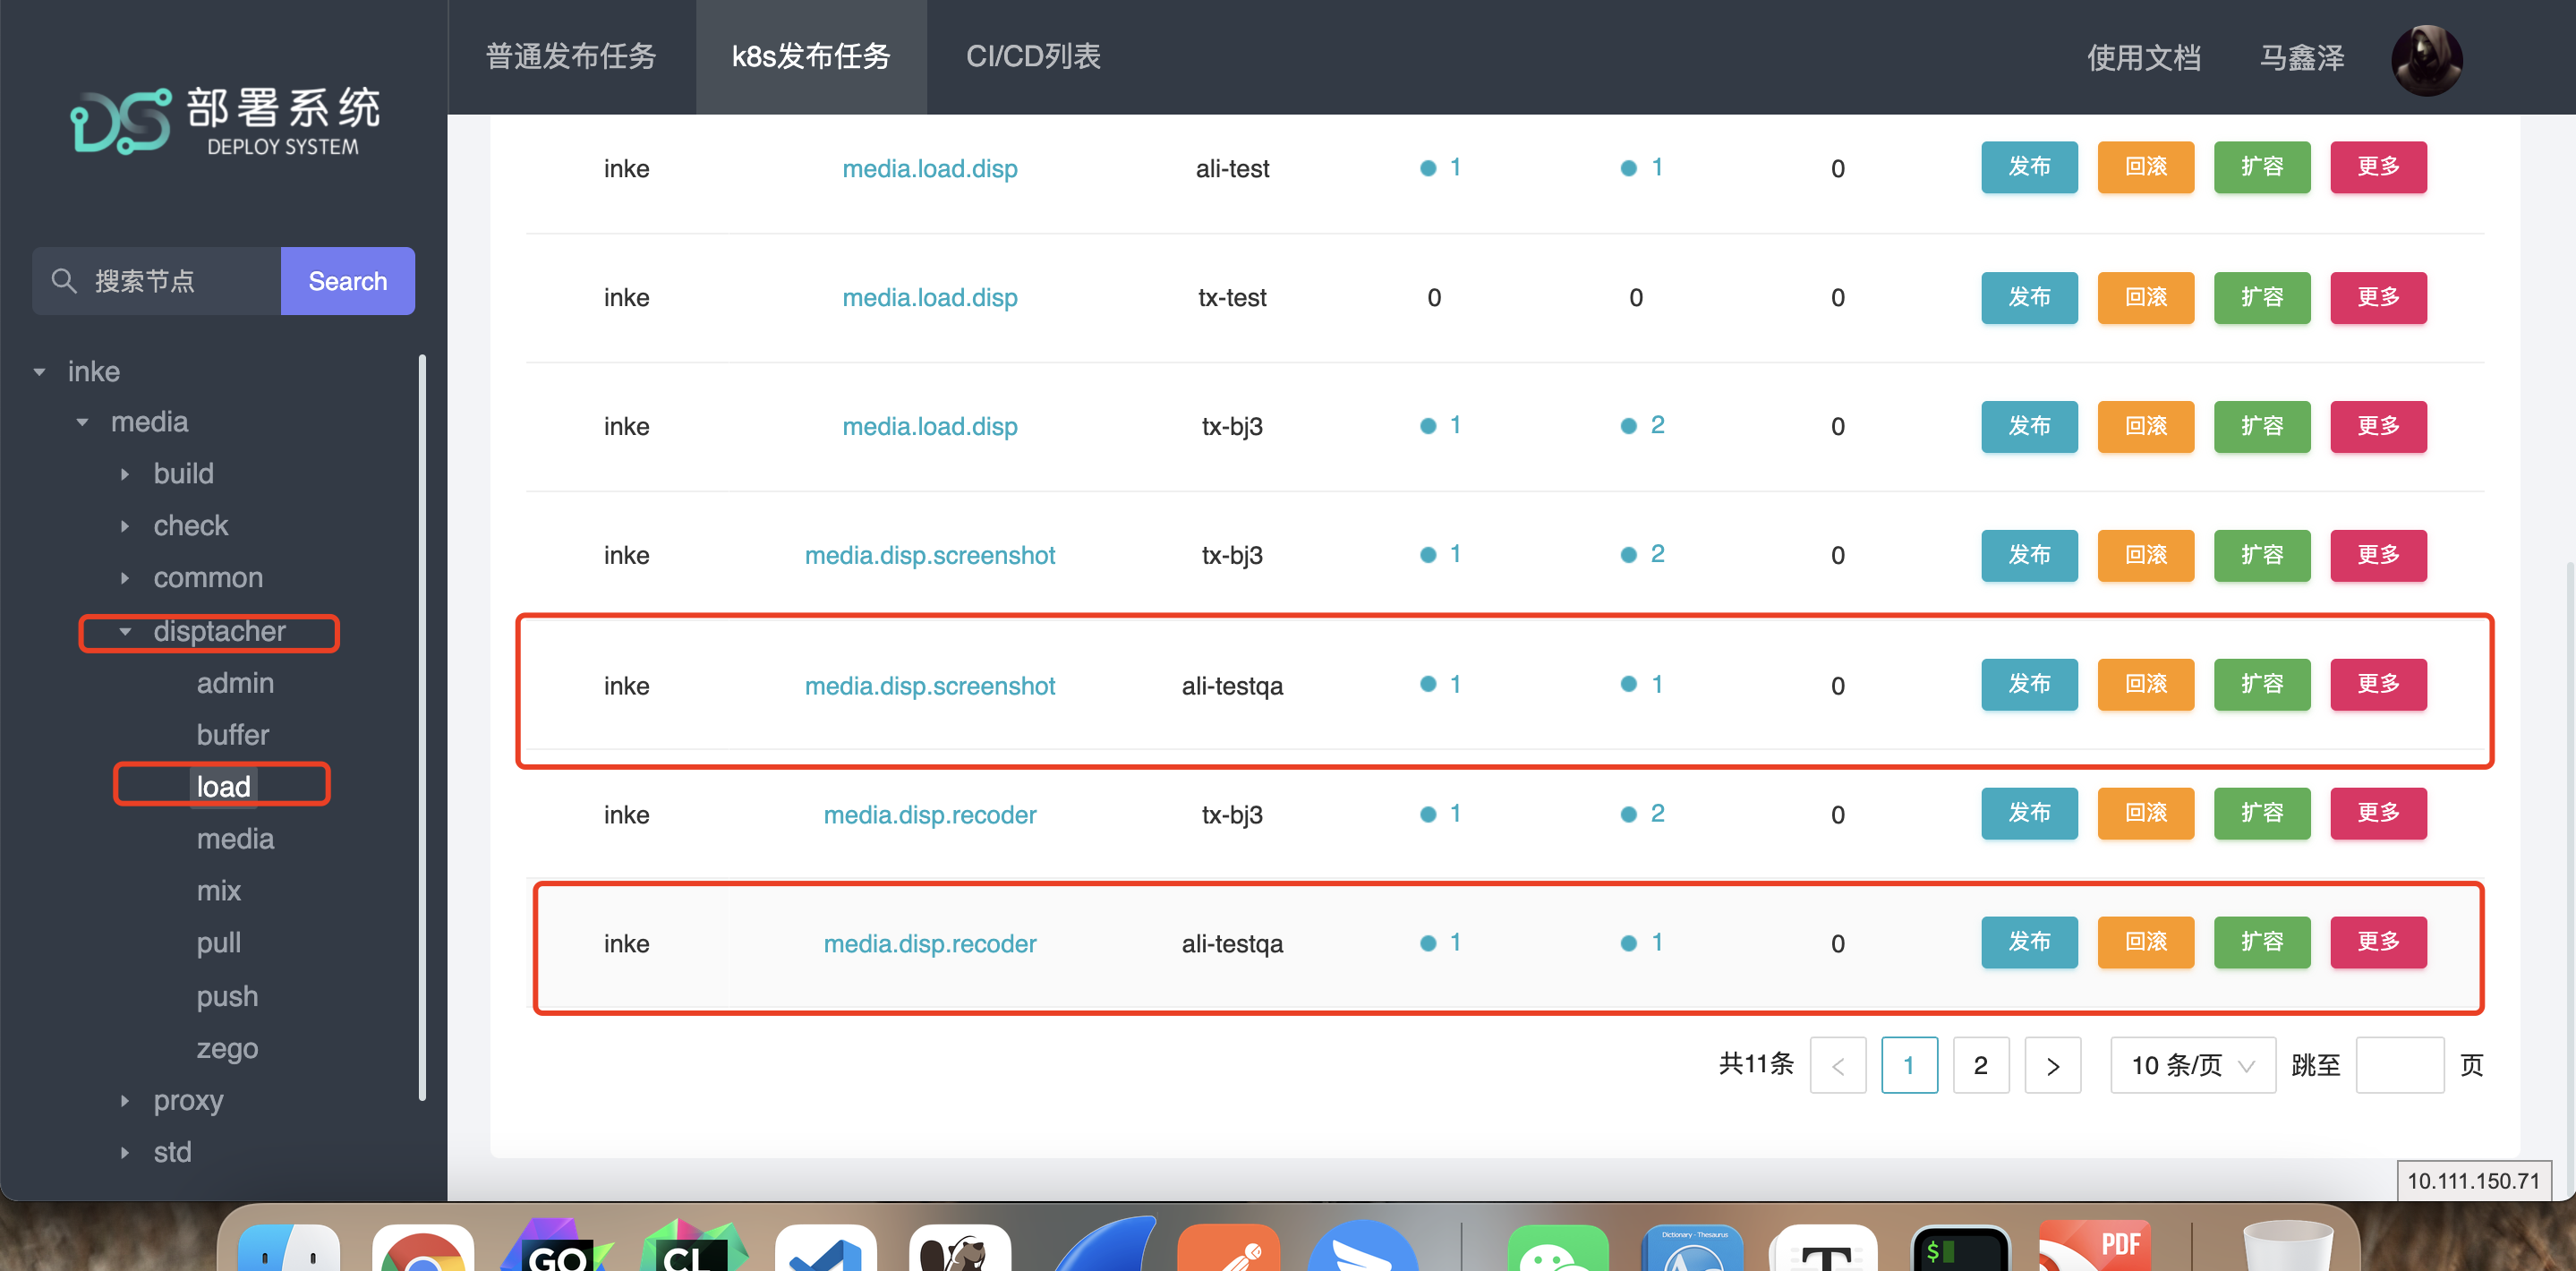 普通发布任务 k8s发布任务 CI/CD列表 使用文档 马鑫泽
DS 部署系统
DEPLOY SYSTEM
搜索节点 Search
inke
media
build
check
common
disptacher
admin
buffer
load
media
mix
pull
push
zego
proxy
std
inke media.load.disp ali-test 1 1 0 发布 回滚 扩容 更多
inke media.load.disp tx-test 0 0 0 发布 回滚 扩容 更多
inke media.load.disp tx-bj3 1 2 0 发布 回滚 扩容 更多
inke media.disp.screenshot tx-bj3 1 2 0 发布 回滚 扩容 更多
inke media.disp.screenshot ali-testqa 1 1 0 发布 回滚 扩容 更多
inke media.disp.recoder tx-bj3 1 2 0 发布 回滚 扩容 更多
inke media.disp.recoder ali-testqa 1 1 0 发布 回滚 扩容 更多
共11条 < 1 2 > 10 条/页 跳至 页
10.111.150.71
GO CL Dictionary · Thesaurus T $ PDF